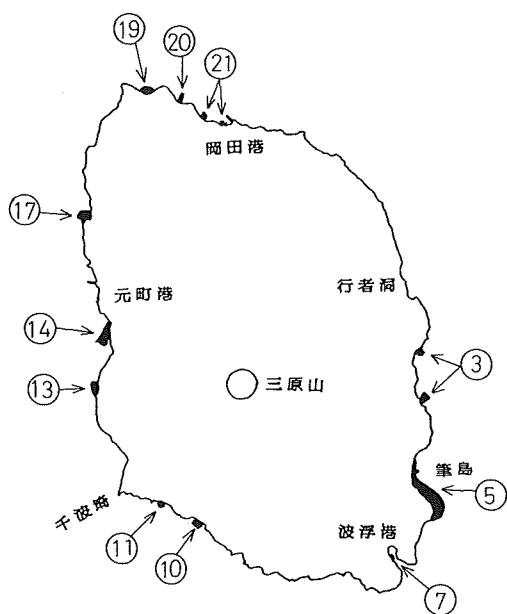 ⑲
⑳
㉑
岡田港
⑰
元町港
行者洞
⑭
③
⑬
三原山
筆島
⑤
千波崎
波浮港
⑪
⑩
⑦